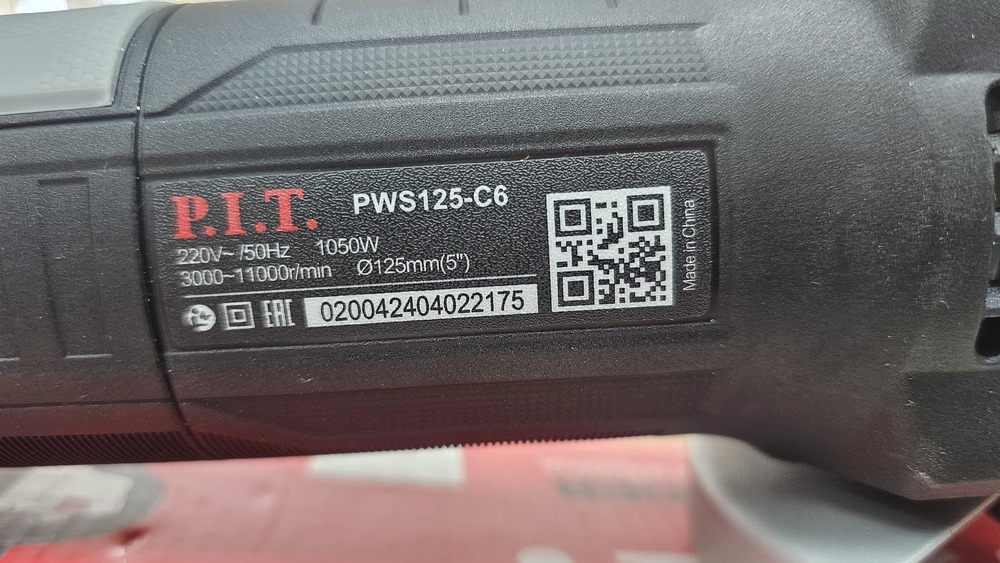 P.I.T. PWS125-C6
220V~ /50Hz 1050W
3000~11000r/min Ø125mm(5")
EAC 020042404022175
Made in China